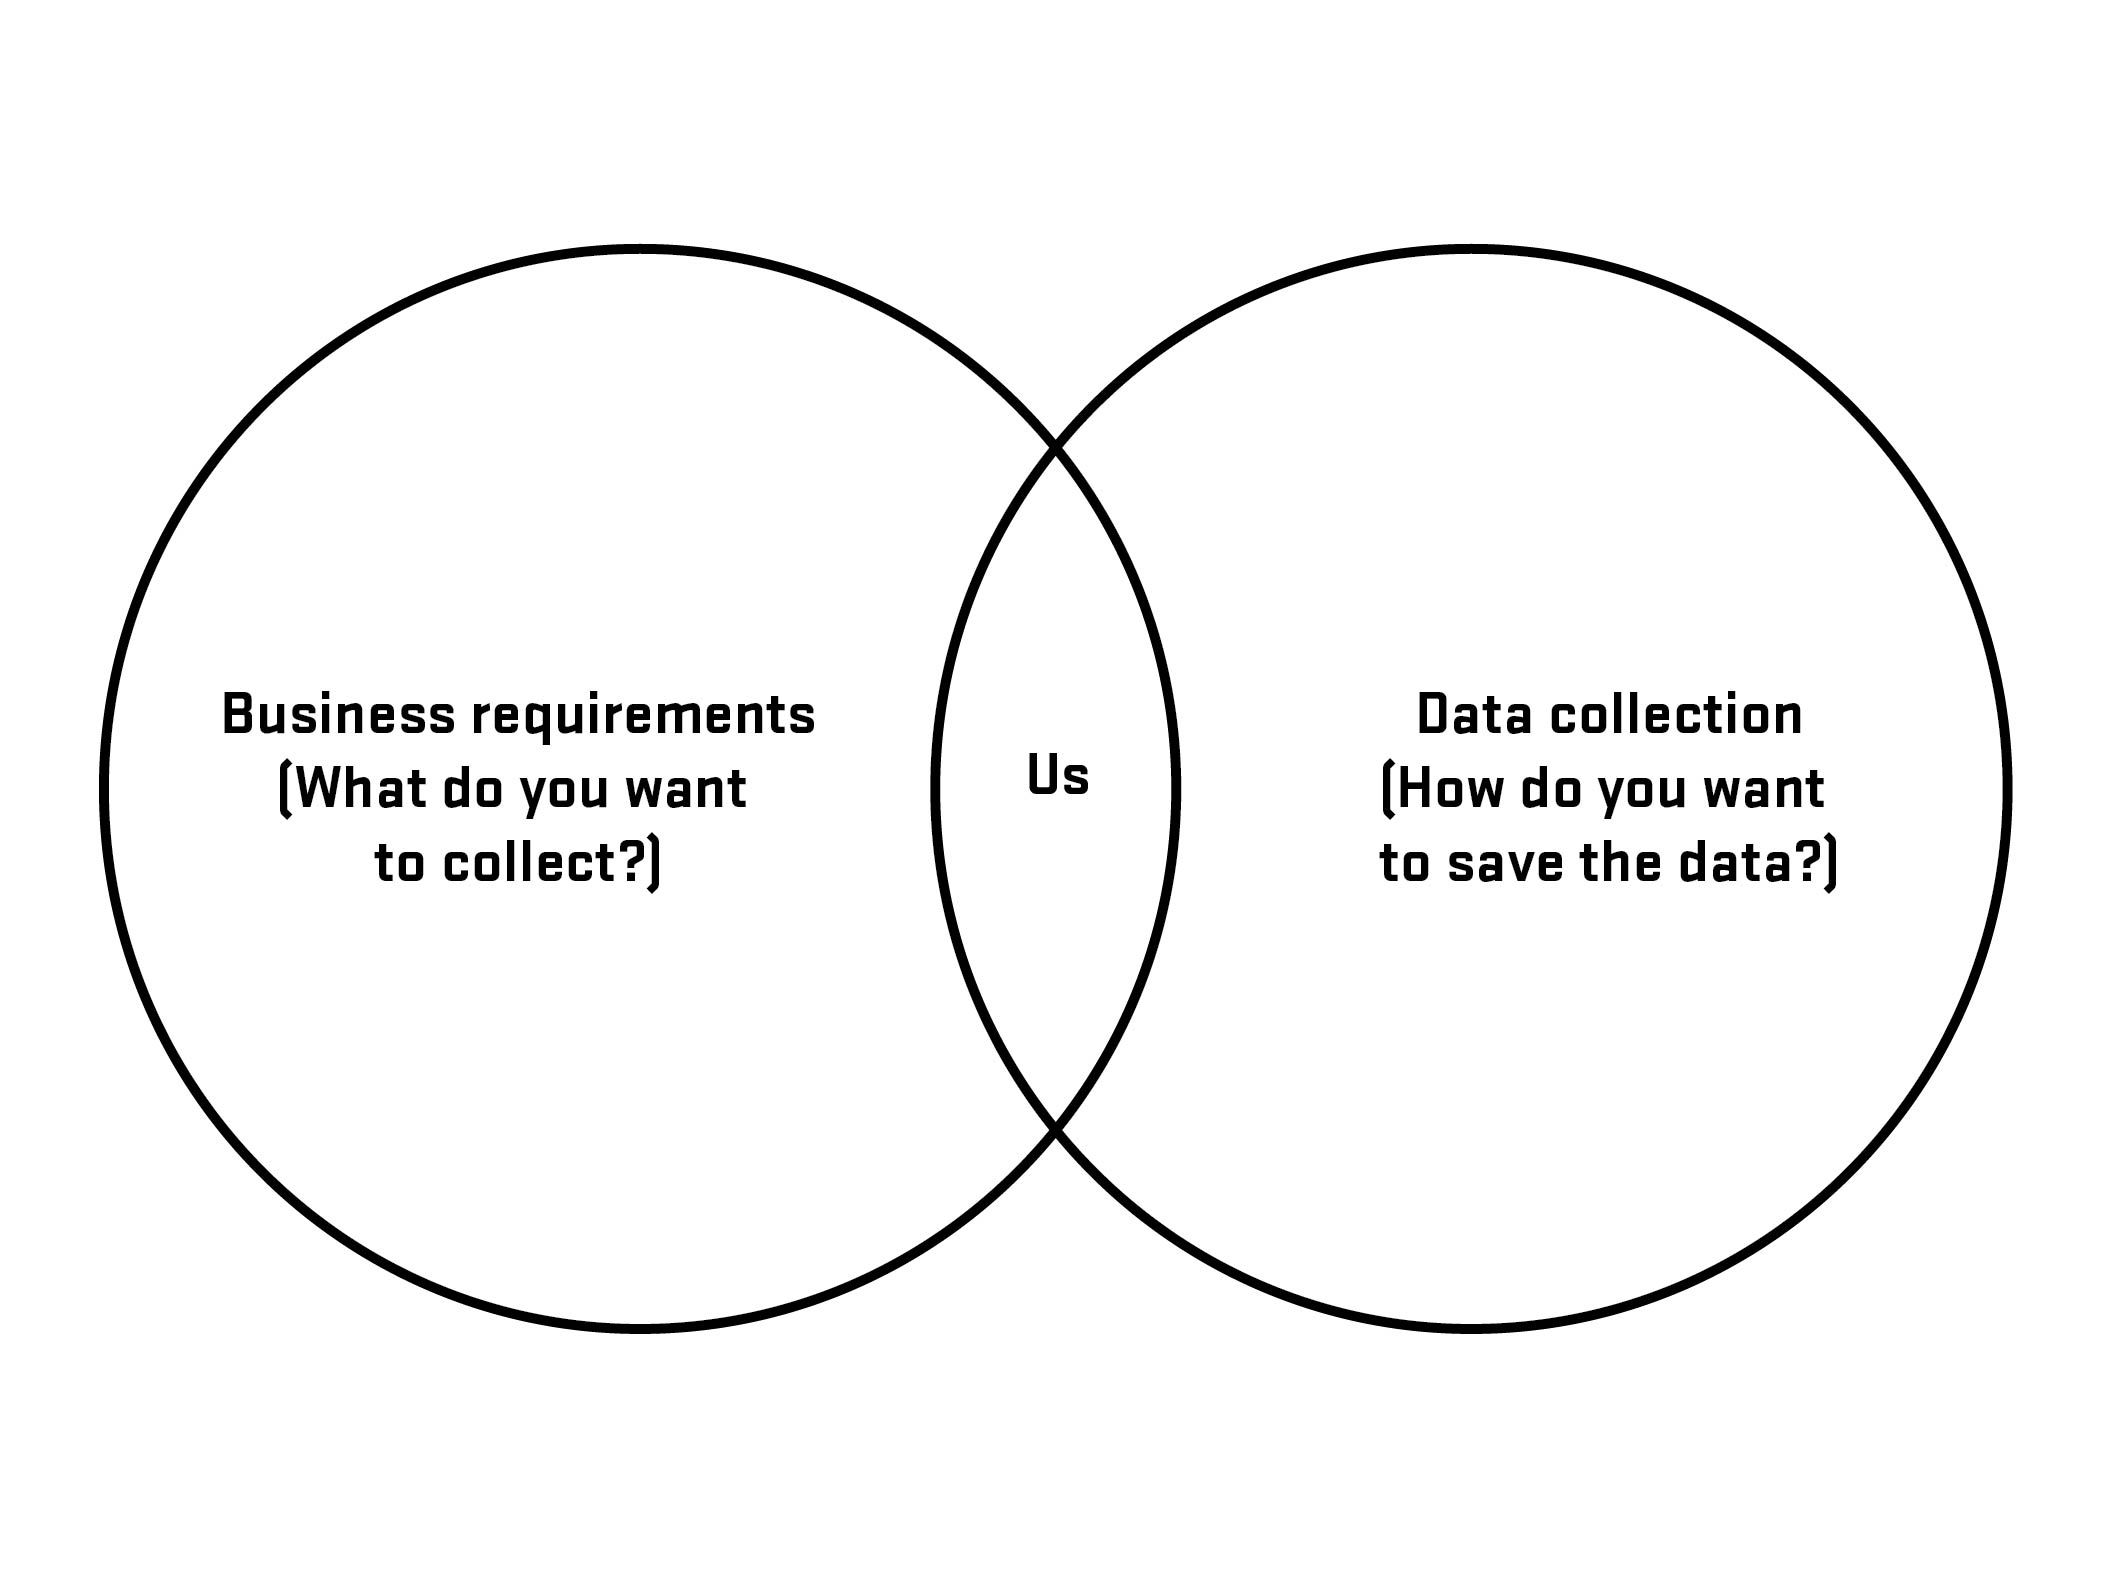 Business requirements
(What do you want
to collect?)
Us
Data collection
(How do you want
to save the data?)